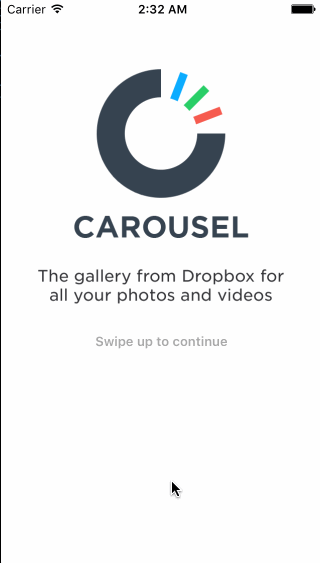 Carrier 2:32 AM
CAROUSEL
The gallery from Dropbox for
all your photos and videos
Swipe up to continue